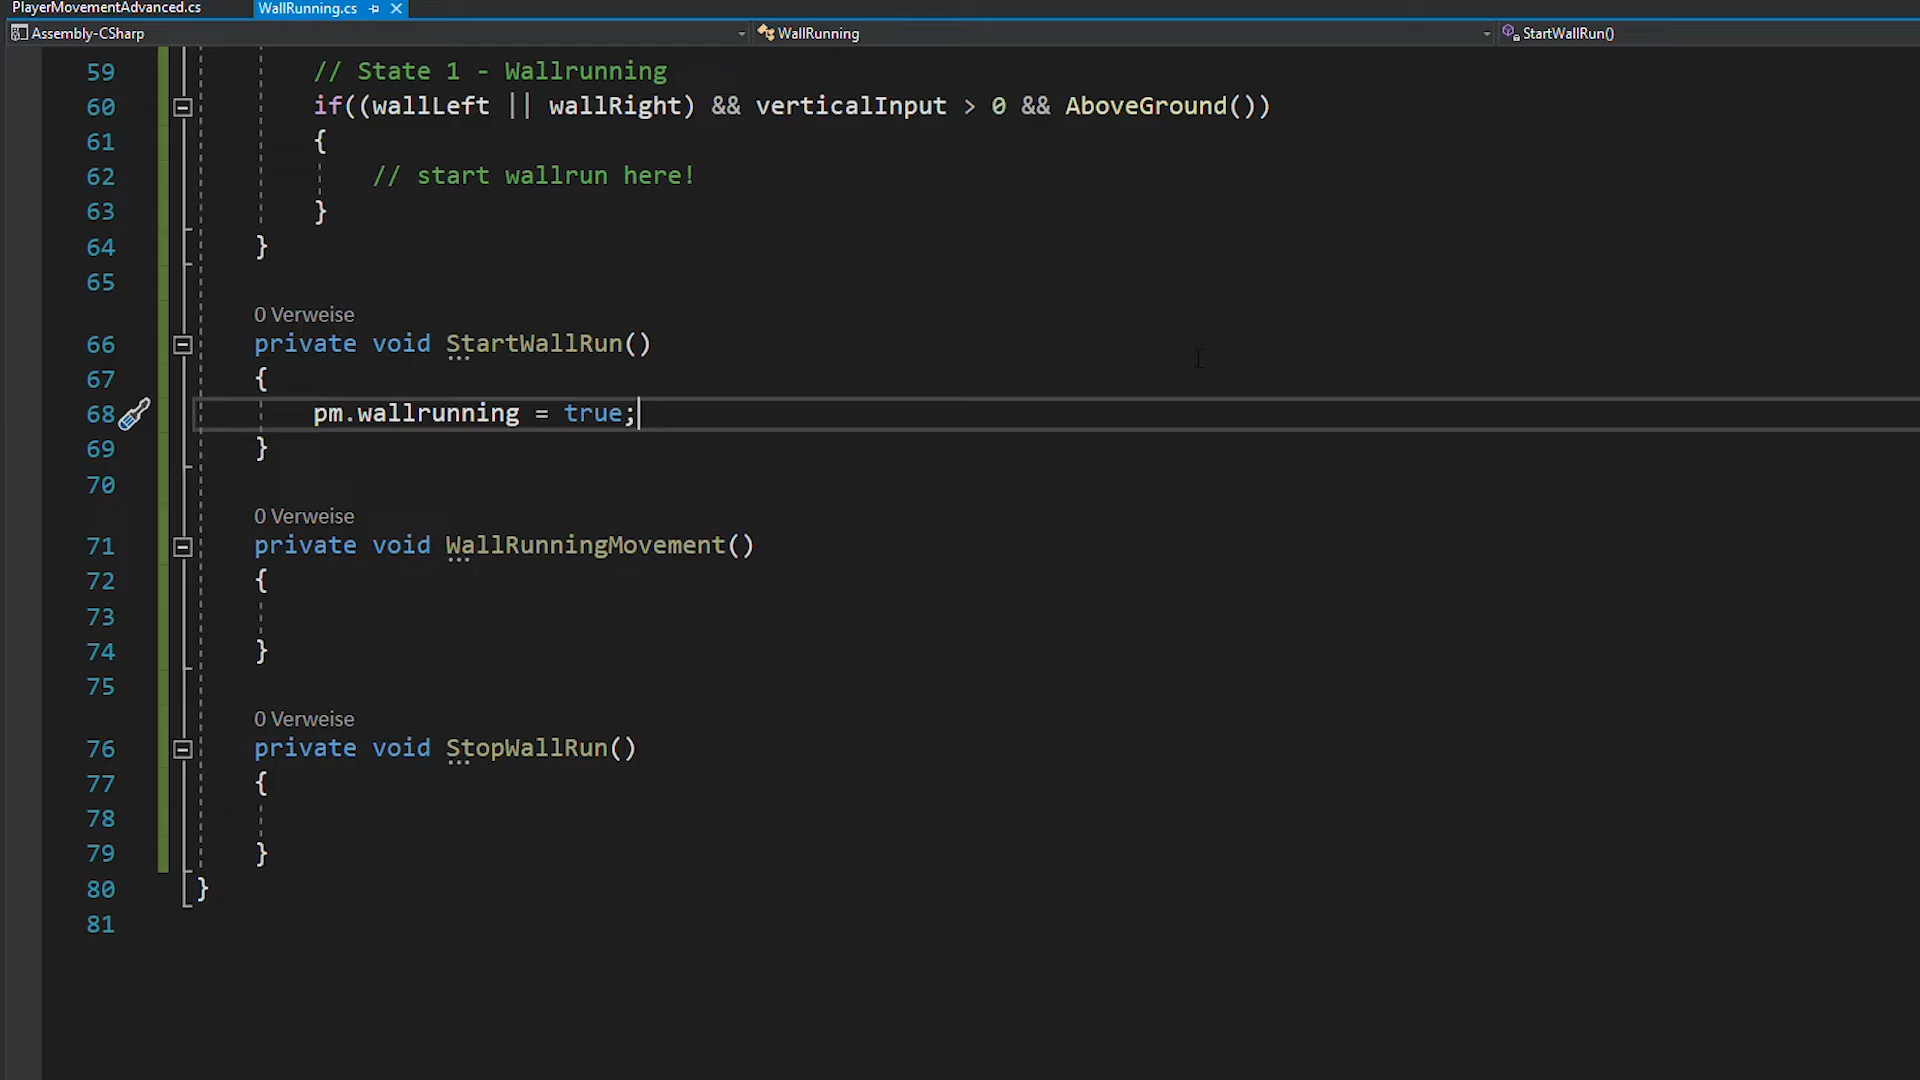 PlayerMovementAdvanced.cs WallRunning.cs
Assembly-CSharp WallRunning StartWallRun()
59 // State 1 - Wallrunning
60 if((wallLeft || wallRight) && verticalInput > 0 && AboveGround())
61 {
62 // start wallrun here!
63 }
64 }
65
0 Verweise
66 private void StartWallRun()
67 {
68 pm.wallrunning = true;
69 }
70
0 Verweise
71 private void WallRunningMovement()
72 {
73
74 }
75
0 Verweise
76 private void StopWallRun()
77 {
78
79 }
80 }
81